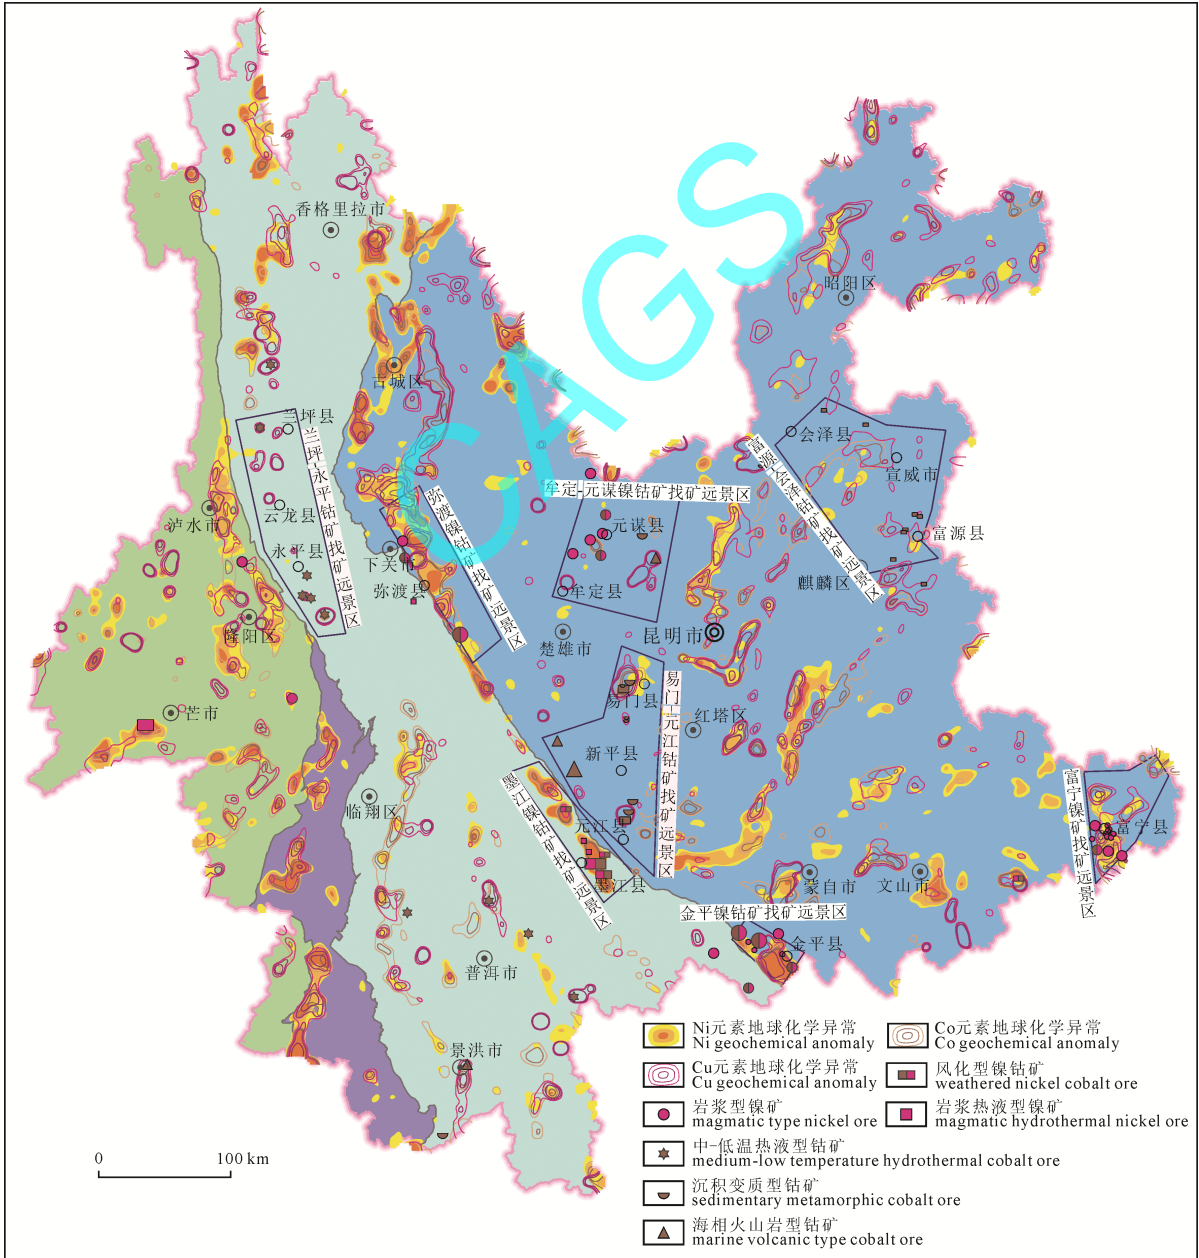 香格里拉市
昭阳区
古城区
兰坪县
会泽县
宣威市
兰坪-永平钴矿找矿远景区
富源-会泽钴矿找矿远景区
牟定-元谋镍钴矿找矿远景区
弥渡镍钴矿找矿远景区
泸水市
云龙县
元谋县
富源县
永平县
下关市
弥渡县
牟定县
麒麟区
隆阳区
楚雄市
昆明市
芒市
易门县
红塔区
易门-元江钴矿找矿远景区
新平县
墨江镍钴矿找矿远景区
富宁镍矿找矿远景区
临翔区
元江县
富宁县
墨江县
蒙自市
文山市
金平镍钴矿找矿远景区
金平县
普洱市
景洪市
CAGS
Ni元素地球化学异常
Ni geochemical anomaly
Co元素地球化学异常
Co geochemical anomaly
Cu元素地球化学异常
Cu geochemical anomaly
风化型镍钴矿
weathered nickel cobalt ore
岩浆型镍矿
magmatic type nickel ore
岩浆热液型镍矿
magmatic hydrothermal nickel ore
中-低温热液型钴矿
medium-low temperature hydrothermal cobalt ore
沉积变质型钴矿
sedimentary metamorphic cobalt ore
海相火山岩型钴矿
marine volcanic type cobalt ore
0 100 km